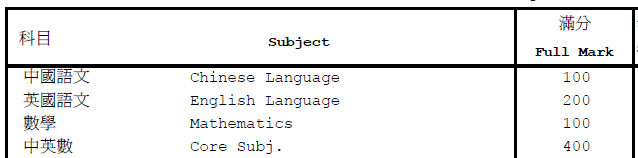 科目 Subject 滿分
Full Mark
中國語文 Chinese Language 100
英國語文 English Language 200
數學 Mathematics 100
中英數 Core Subj. 400